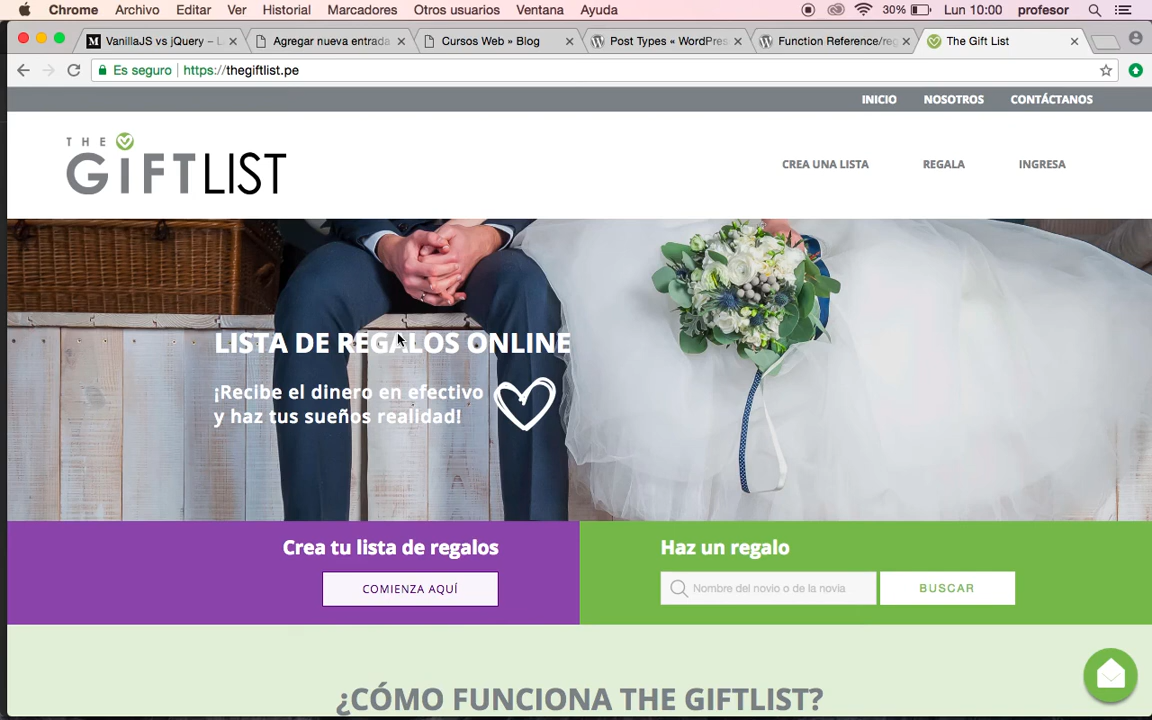 Chrome Archivo Editar Ver Historial Marcadores Otros usuarios Ventana Ayuda 30% Lun 10:00 profesor
VanillaJS vs jQuery – L Agregar nueva entrada Cursos Web » Blog Post Types « WordPres Function Reference/reg The Gift List
Es seguro https://thegiftlist.pe
INICIO NOSOTROS CONTÁCTANOS
THE
GIFTLIST
CREA UNA LISTA REGALA INGRESA
LISTA DE REGALOS ONLINE
¡Recibe el dinero en efectivo
y haz tus sueños realidad!
Crea tu lista de regalos
COMIENZA AQUÍ
Haz un regalo
Nombre del novio o de la novia
BUSCAR
¿CÓMO FUNCIONA THE GIFTLIST?